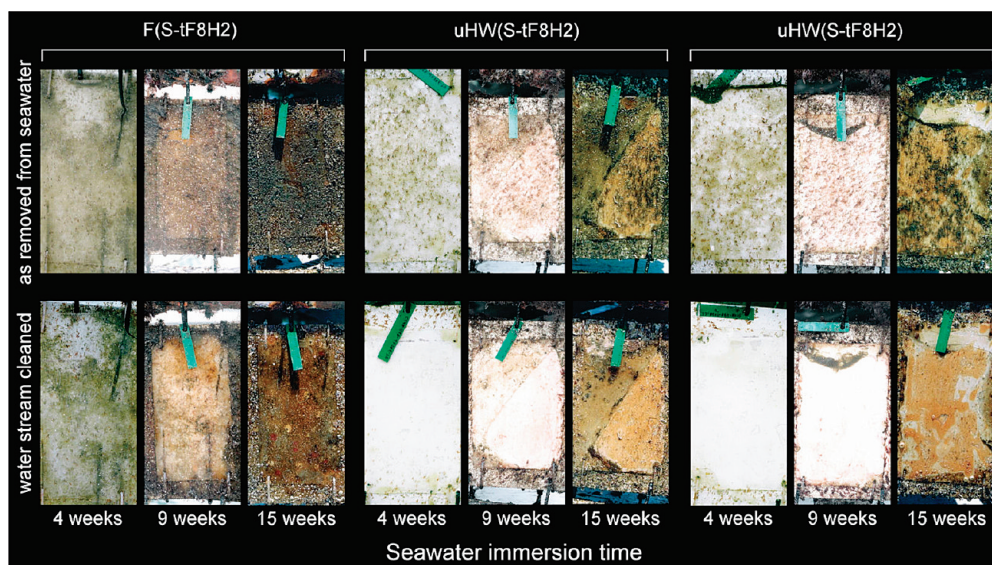 F(S-tF8H2)
uHW(S-tF8H2)
uHW(S-tF8H2)
as removed from seawater
water stream cleaned
4 weeks
9 weeks
15 weeks
4 weeks
9 weeks
15 weeks
4 weeks
9 weeks
15 weeks
Seawater immersion time